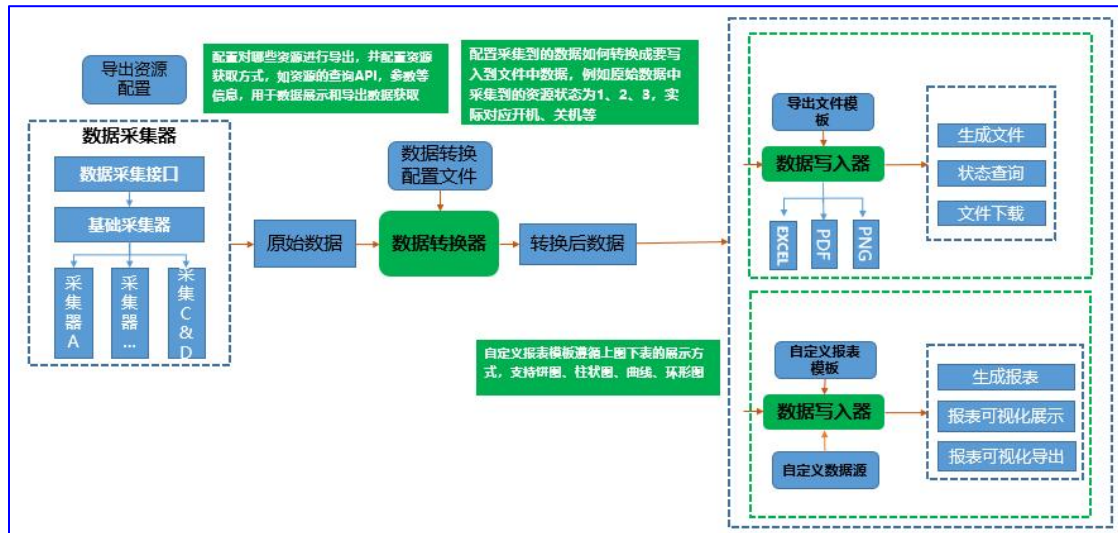 导出资源
配置
配置对哪些资源进行导出，并配置资源
获取方式，如资源的查询API，参数等
信息，用于数据展示和导出数据获取
配置采集到的数据如何转换成要写
入到文件中数据，例如原始数据中
采集到的资源状态为1、2、3，实
际对应开机、关机等
数据采集器
数据采集接口
基础采集器
采集器A
采集器...
采集C&D
原始数据
数据转换
配置文件
数据转换器
转换后数据
导出文件模
板
数据写入器
EXCEL
PDF
PNG
生成文件
状态查询
文件下载
自定义报表模板遵循上图下表的展示方
式，支持饼图、柱状图、曲线、环形图
自定义报表
模板
数据写入器
自定义数据源
生成报表
报表可视化展示
报表可视化导出